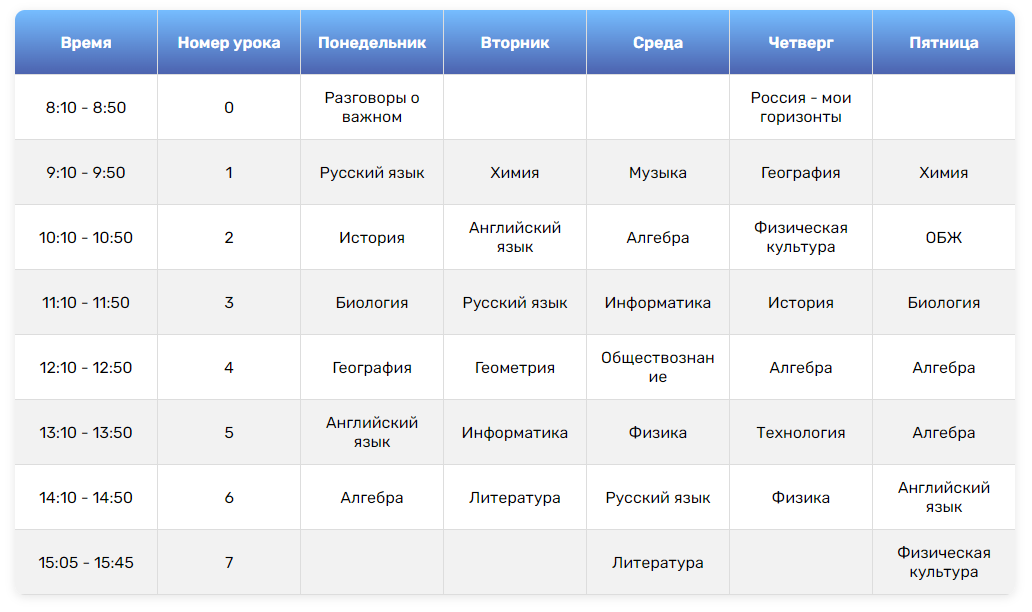 Время Номер урока Понедельник Вторник Среда Четверг Пятница
8:10 - 8:50 0 Разговоры о важном Россия - мои горизонты
9:10 - 9:50 1 Русский язык Химия Музыка География Химия
10:10 - 10:50 2 История Английский язык Алгебра Физическая культура ОБЖ
11:10 - 11:50 3 Биология Русский язык Информатика История Биология
12:10 - 12:50 4 География Геометрия Обществознание Алгебра Алгебра
13:10 - 13:50 5 Английский язык Информатика Физика Технология Алгебра
14:10 - 14:50 6 Алгебра Литература Русский язык Физика Английский язык
15:05 - 15:45 7 Литература Физическая культура